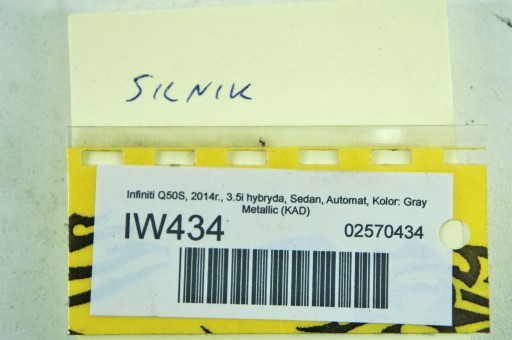 SILNIK
Infiniti Q50S, 2014r., 3.5i hybryda, Sedan, Automat, Kolor: Gray
Metallic (KAD)
IW434
02570434